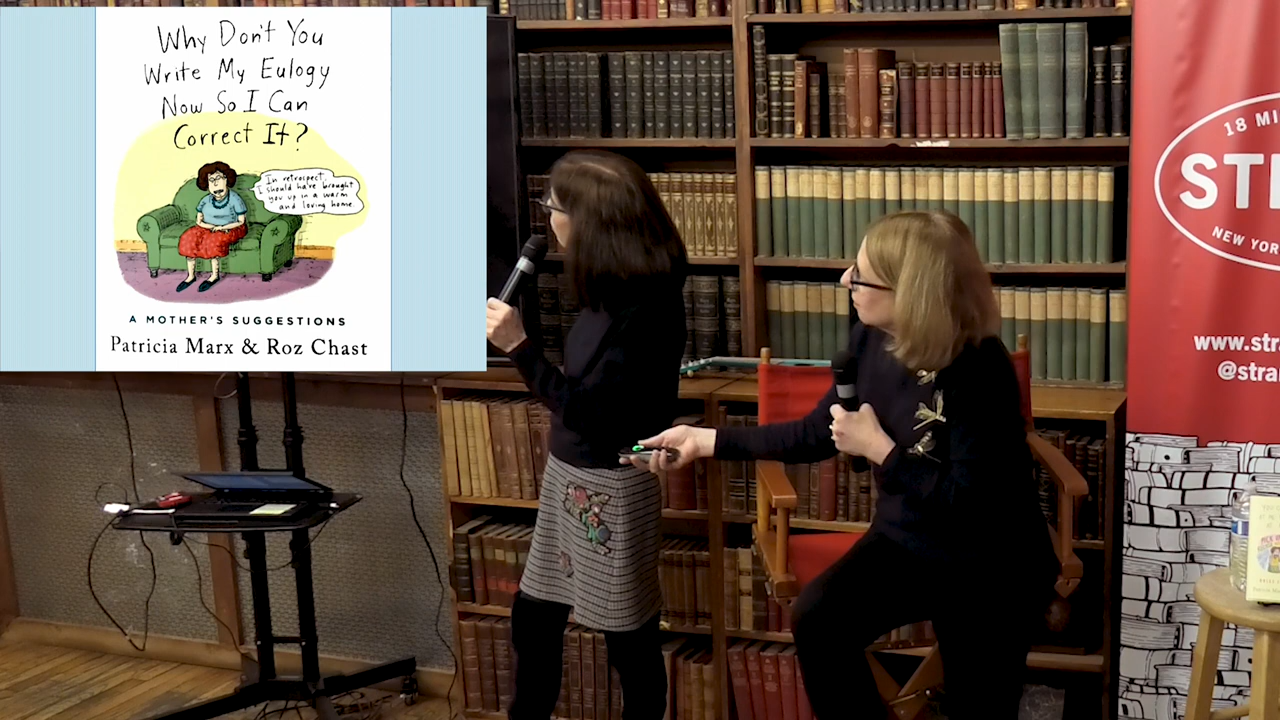 Why Don't You
Write My Eulogy
Now So I Can
Correct It?
In retrospect,
I should have brought
you up in a warm
and loving home.
A MOTHER'S SUGGESTIONS
Patricia Marx & Roz Chast
18 MI
ST
NEW YOR
www.stra
@stra